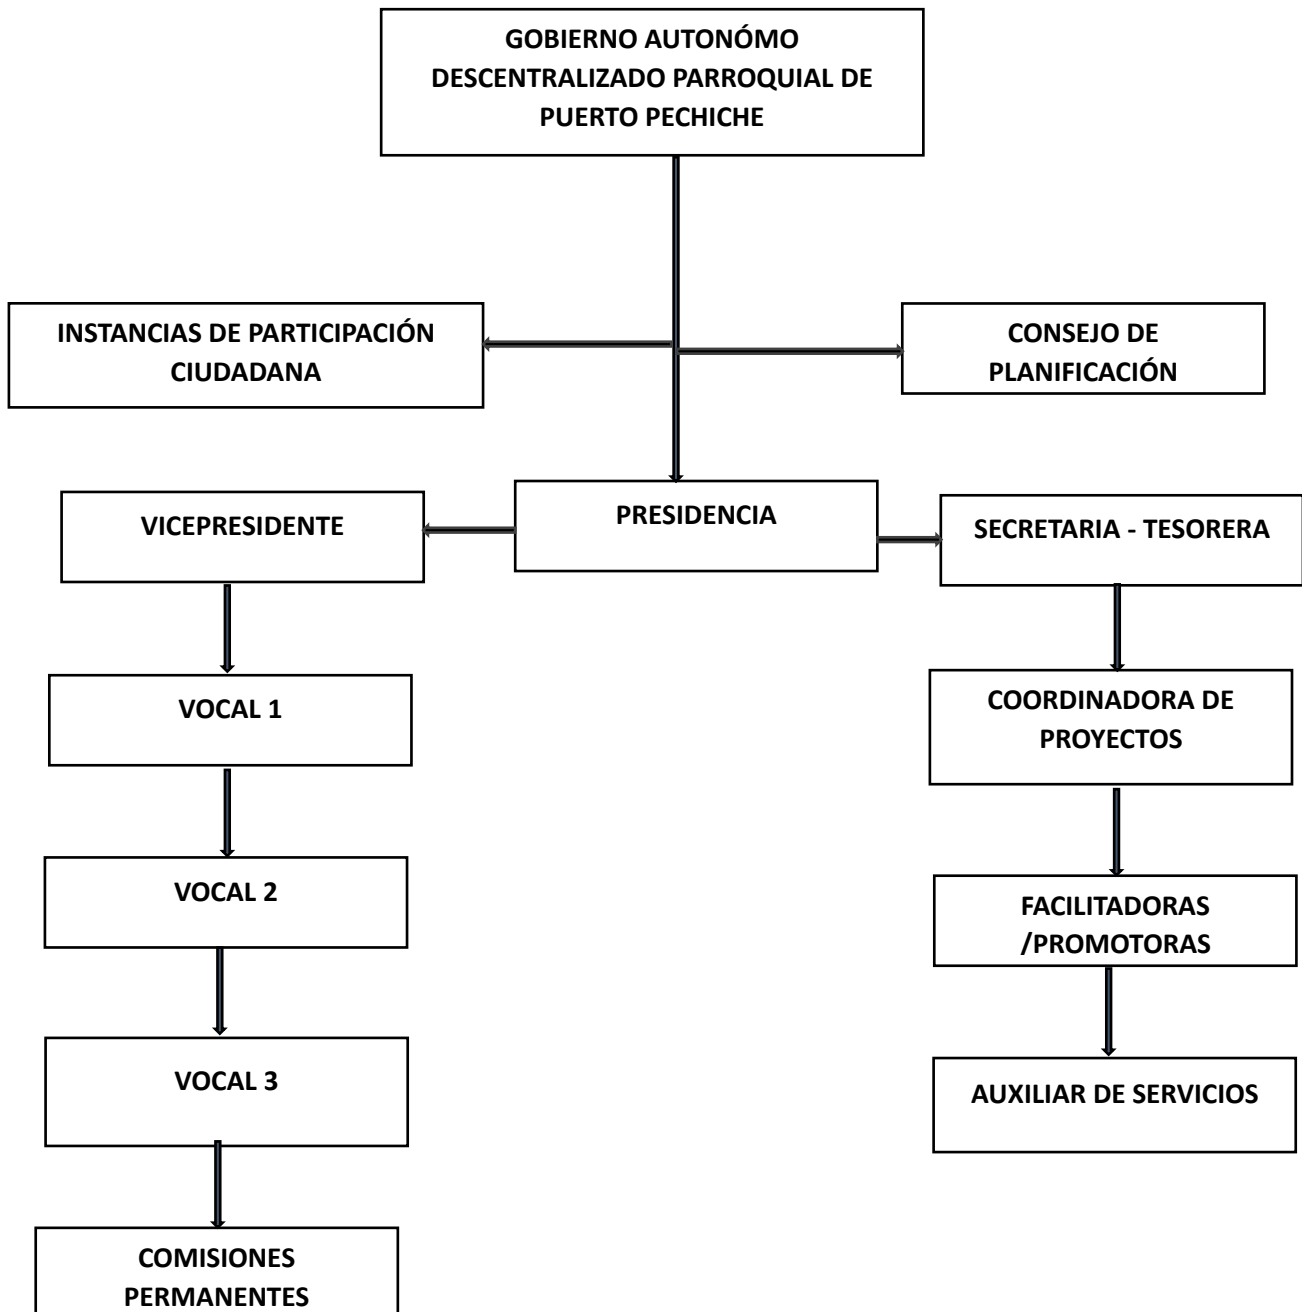 GOBIERNO AUTONÓMO
DESCENTRALIZADO PARROQUIAL DE
PUERTO PECHICHE
INSTANCIAS DE PARTICIPACIÓN
CIUDADANA
CONSEJO DE
PLANIFICACIÓN
VICEPRESIDENTE
PRESIDENCIA
SECRETARIA - TESORERA
VOCAL 1
COORDINADORA DE
PROYECTOS
VOCAL 2
FACILITADORAS
/PROMOTORAS
VOCAL 3
AUXILIAR DE SERVICIOS
COMISIONES
PERMANENTES